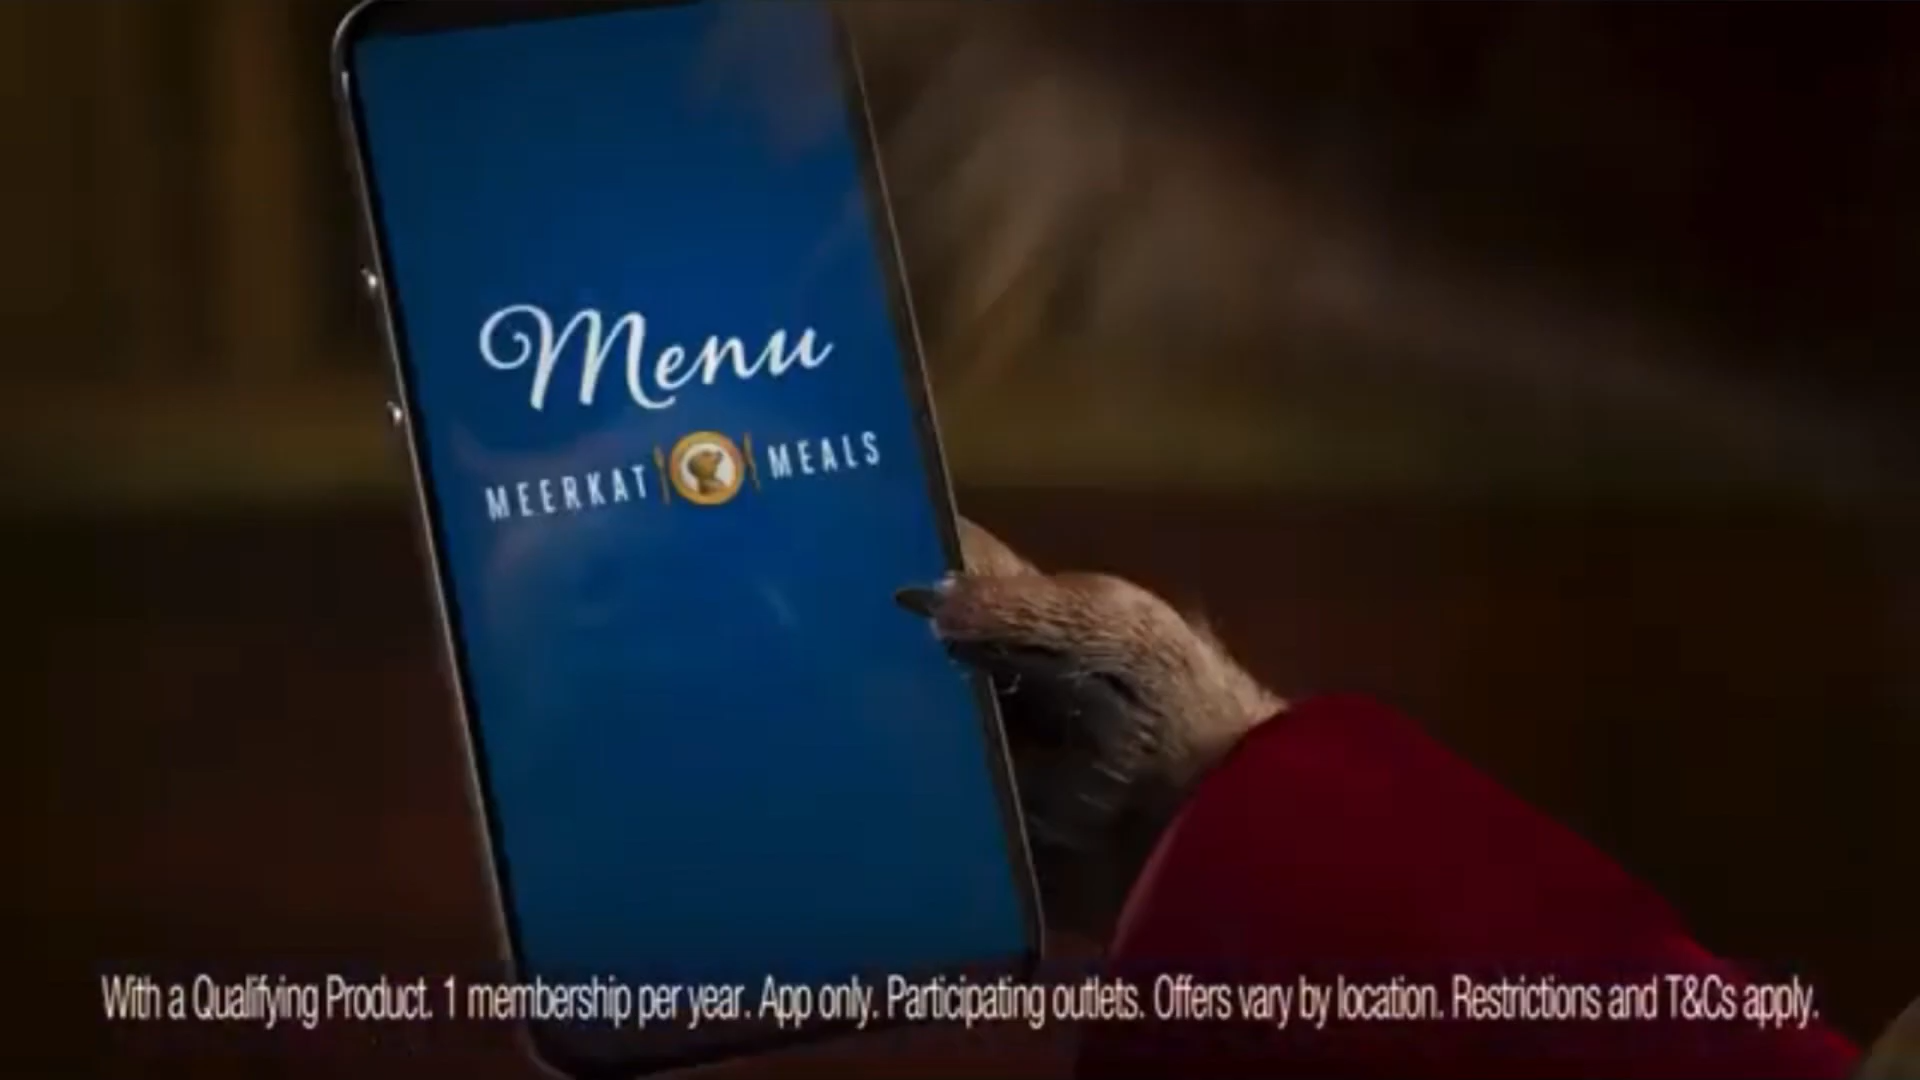 Menu
MEERKAT MEALS
With a Qualifying Product. 1 membership per year. App only. Participating outlets. Offers vary by location. Restrictions and T&Cs apply.